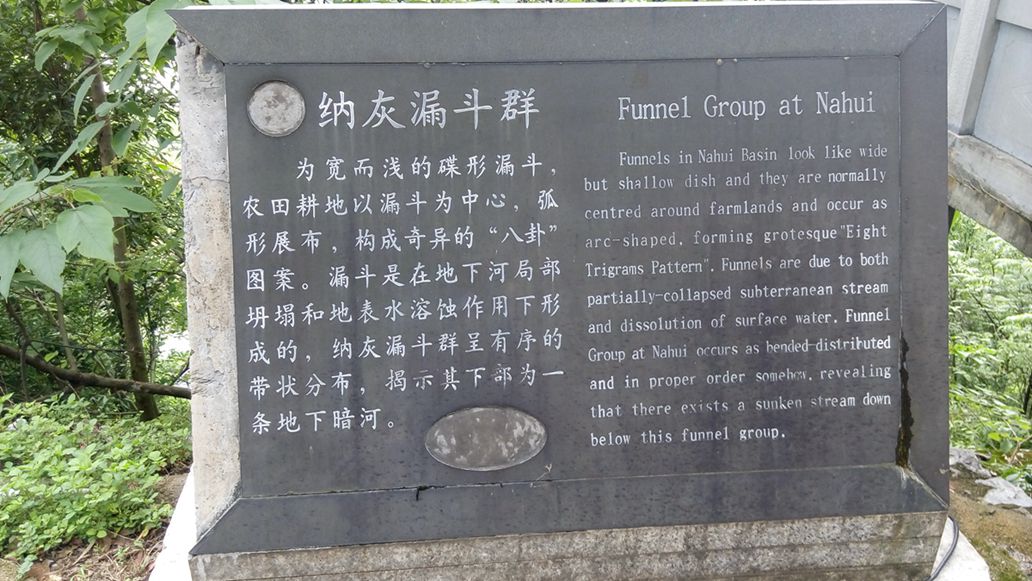 纳灰漏斗群
为宽而浅的碟形漏斗，
农田耕地以漏斗为中心，弧
形展布，构成奇异的“八卦”
图案。漏斗是在地下河局部
坍塌和地表水溶蚀作用下形
成的，纳灰漏斗群呈有序的
带状分布，揭示其下部为一
条地下暗河。
Funnel Group at Nahui
Funnels in Nahui Basin look like wide
but shallow dish and they are normally
centred around farmlands and occur as
arc-shaped, forming grotesque"Eight
Trigrams Pattern". Funnels are due to both
partially-collapsed subterranean stream
and dissolution of surface water. Funnel
Group at Nahui occurs as bended-distributed
and in proper order somehow, revealing
that there exists a sunken stream down
below this funnel group.